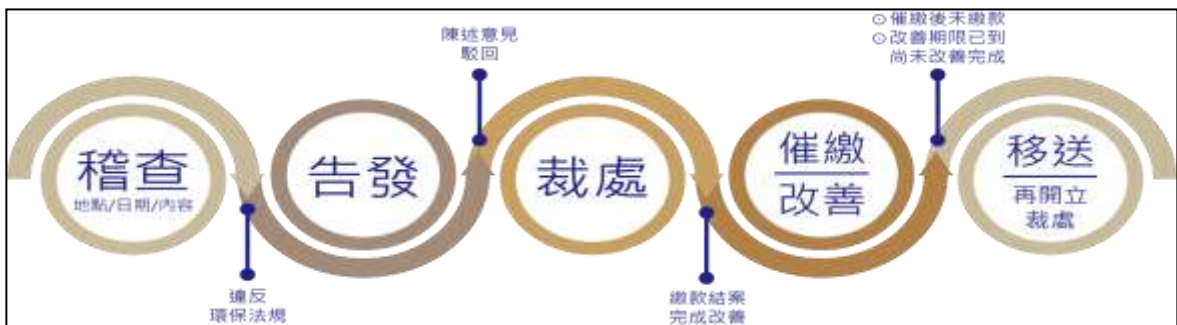 稽查
地點/日期/內容
違反
環保法規
告發
陳述意見
駁回
裁處
繳款結案
完成改善
催繳
改善
⊙催繳後未繳款
⊙改善期限已到
尚未改善完成
移送
再開立
裁處